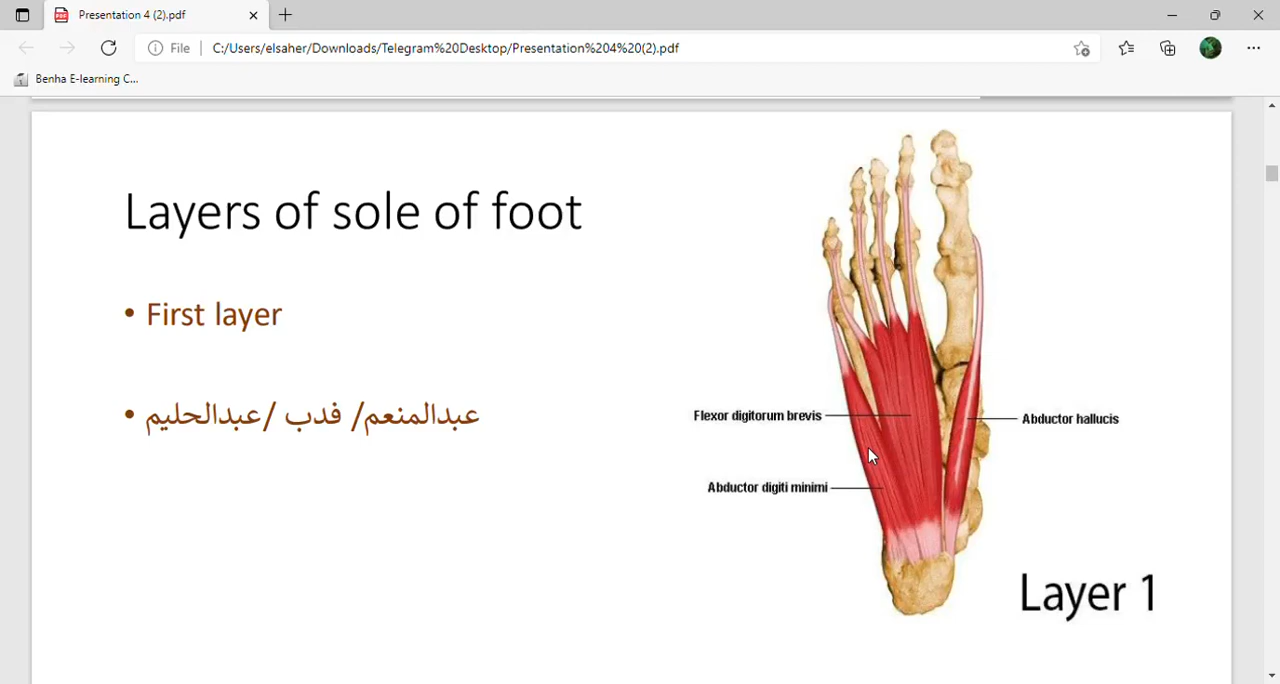 Presentation 4 (2).pdf
File
C:/Users/elsaher/Downloads/Telegram%20Desktop/Presentation%204%20(2).pdf
Benha E-learning C...
Layers of sole of foot
• First layer
• عبدالمنعم/ فدب /عبدالحليم
Flexor digitorum brevis
Abductor hallucis
Abductor digiti minimi
Layer 1